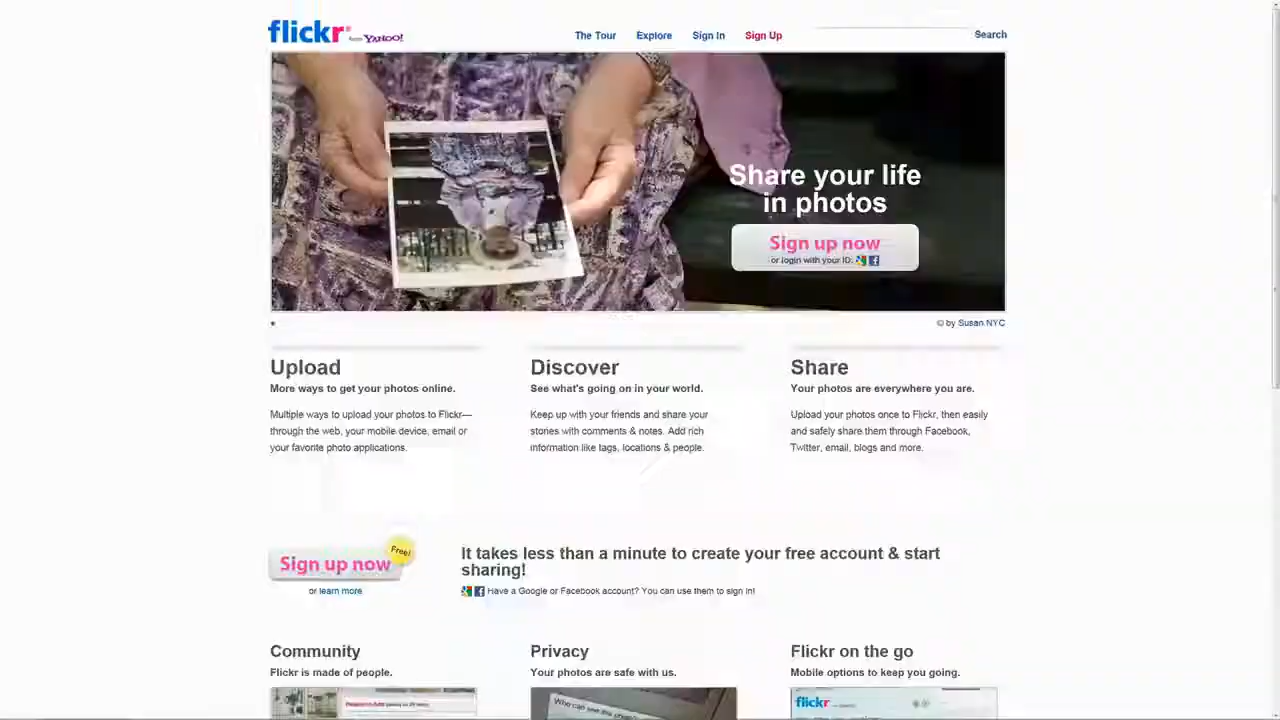 flickr from YAHOO!
The Tour Explore Sign In Sign Up Search
Share your life
in photos
Sign up now
or login with your ID:
© by Susan NYC
Upload
More ways to get your photos online.
Multiple ways to upload your photos to Flickr—
through the web, your mobile device, email or
your favorite photo applications.
Discover
See what's going on in your world.
Keep up with your friends and share your
stories with comments & notes. Add rich
information like tags, locations & people.
Share
Your photos are everywhere you are.
Upload your photos once to Flickr, then easily
and safely share them through Facebook,
Twitter, email, blogs and more.
Sign up now
Free!
or learn more
It takes less than a minute to create your free account & start
sharing!
Have a Google or Facebook account? You can use them to sign in!
Community
Flickr is made of people.
Privacy
Your photos are safe with us.
Who can see this photo?
Flickr on the go
Mobile options to keep you going.
flickr